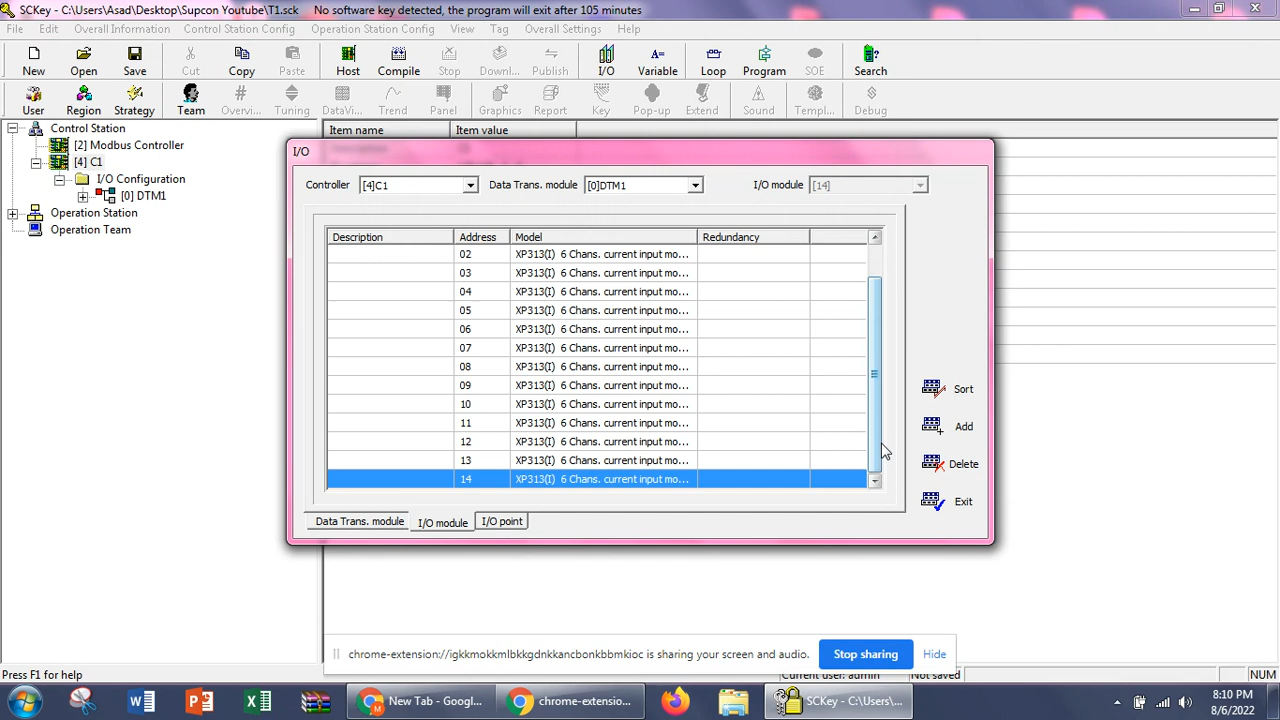 SCKey - C:\Users\Asad\Desktop\Supcon Youtube\T1.sck No software key detected, the program will exit after 105 minutes
File Edit Overall Information Control Station Config Operation Station Config View Tag Overall Settings Help
New Open Save Cut Copy Paste Host Compile Stop Downl... Publish I/O Variable Loop Program SOE Search
User Region Strategy Team Overvi... Tuning DataVi... Trend Panel Graphics Report Key Pop-up Extend Sound Templ... Debug
Control Station
[2] Modbus Controller
[4] C1
I/O Configuration
[0] DTM1
Operation Station
Operation Team
Item name Item value
I/O
Controller [4]C1 Data Trans. module [0]DTM1 I/O module [14]
Description Address Model Redundancy
02 XP313(I) 6 Chans. current input mo...
03 XP313(I) 6 Chans. current input mo...
04 XP313(I) 6 Chans. current input mo...
05 XP313(I) 6 Chans. current input mo...
06 XP313(I) 6 Chans. current input mo...
07 XP313(I) 6 Chans. current input mo...
08 XP313(I) 6 Chans. current input mo...
09 XP313(I) 6 Chans. current input mo...
10 XP313(I) 6 Chans. current input mo...
11 XP313(I) 6 Chans. current input mo...
12 XP313(I) 6 Chans. current input mo...
13 XP313(I) 6 Chans. current input mo...
14 XP313(I) 6 Chans. current input mo...
Sort
Add
Delete
Exit
Data Trans. module I/O module I/O point
chrome-extension://igkkmokkmlbkkgdnkkancbonkbbmkioc is sharing your screen and audio. Stop sharing Hide
Press F1 for help Current user: admin Not saved NUM
New Tab - Googl... chrome-extensio... SCKey - C:\Users\...
8:10 PM
8/6/2022